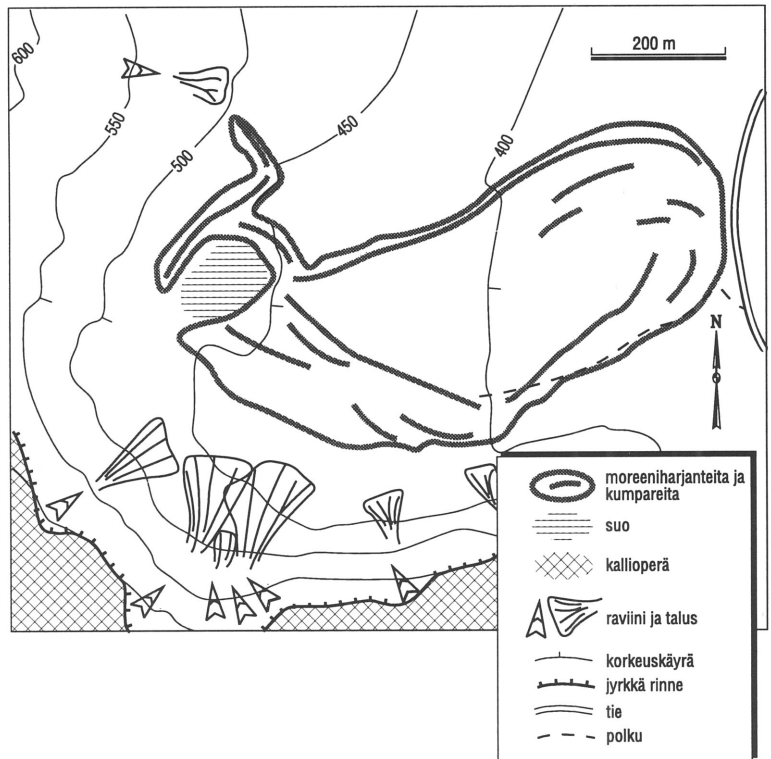 600
550
500
450
400
200 m
N
moreeniharjanteita ja
kumpareita
suo
kallioperä
raviini ja talus
korkeuskäyrä
jyrkkä rinne
tie
polku